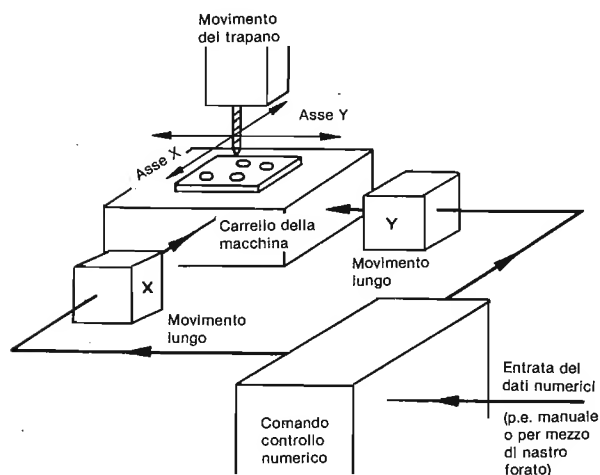 Movimento
del trapano
Asse Y
Asse X
Carrello della
macchina
Y
Movimento
lungo
X
Movimento
lungo
Entrata dei
dati numerici
(p.e. manuale
o per mezzo
di nastro
forato)
Comando
controllo
numerico